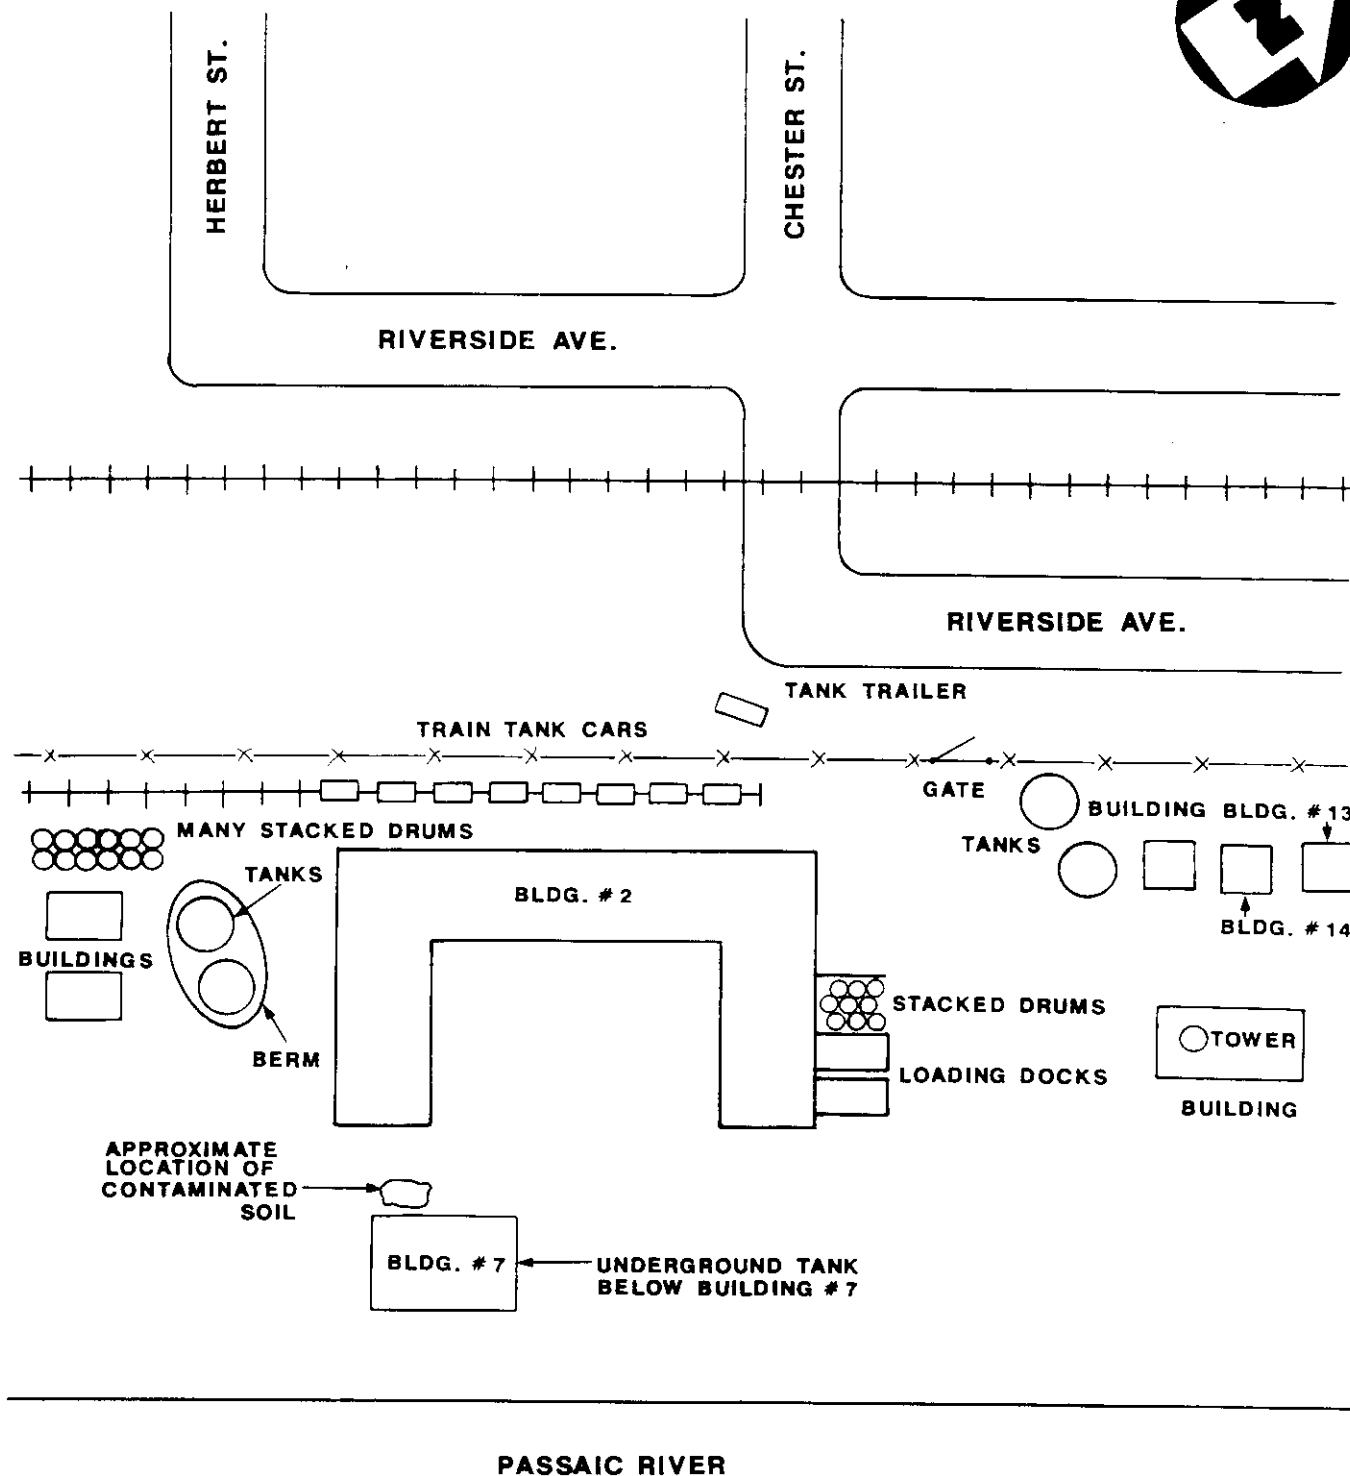 N
HERBERT ST.
CHESTER ST.
RIVERSIDE AVE.
RIVERSIDE AVE.
TANK TRAILER
TRAIN TANK CARS
GATE
BUILDING BLDG. #13
MANY STACKED DRUMS
TANKS
TANKS
BLDG. #2
BLDG. #14
BUILDINGS
STACKED DRUMS
TOWER
BERM
LOADING DOCKS
BUILDING
APPROXIMATE
LOCATION OF
CONTAMINATED
SOIL
BLDG. #7
UNDERGROUND TANK
BELOW BUILDING #7
PASSAIC RIVER